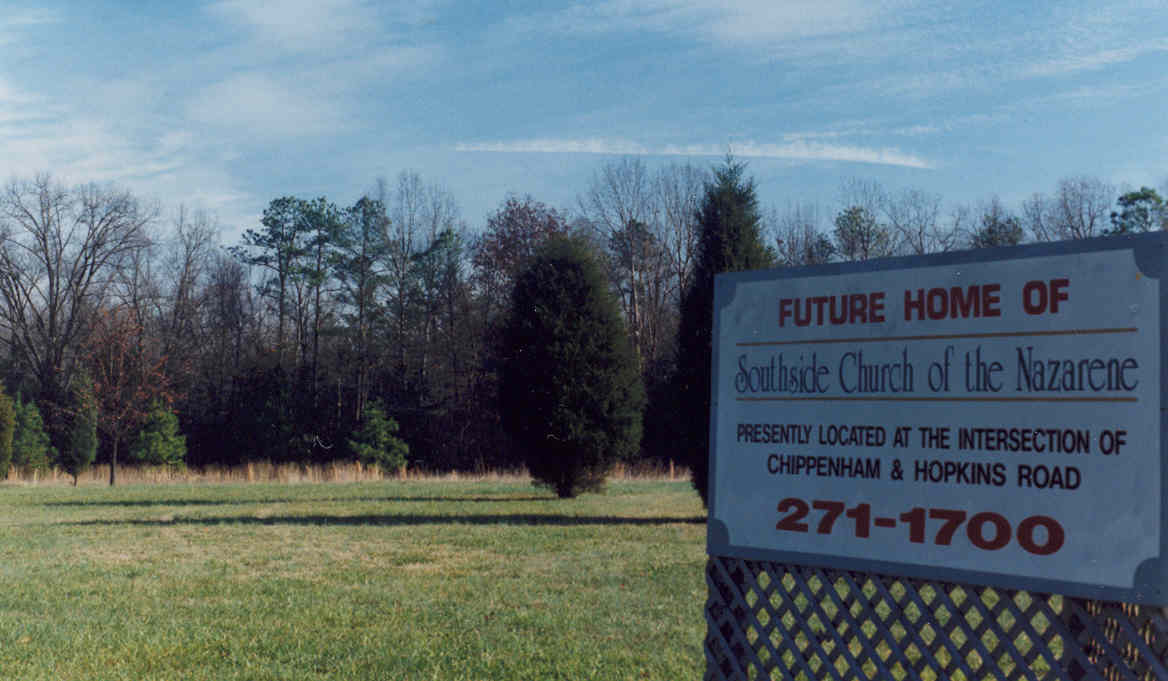 FUTURE HOME OF
Southside Church of the Nazarene
PRESENTLY LOCATED AT THE INTERSECTION OF
CHIPPENHAM & HOPKINS ROAD
271-1700